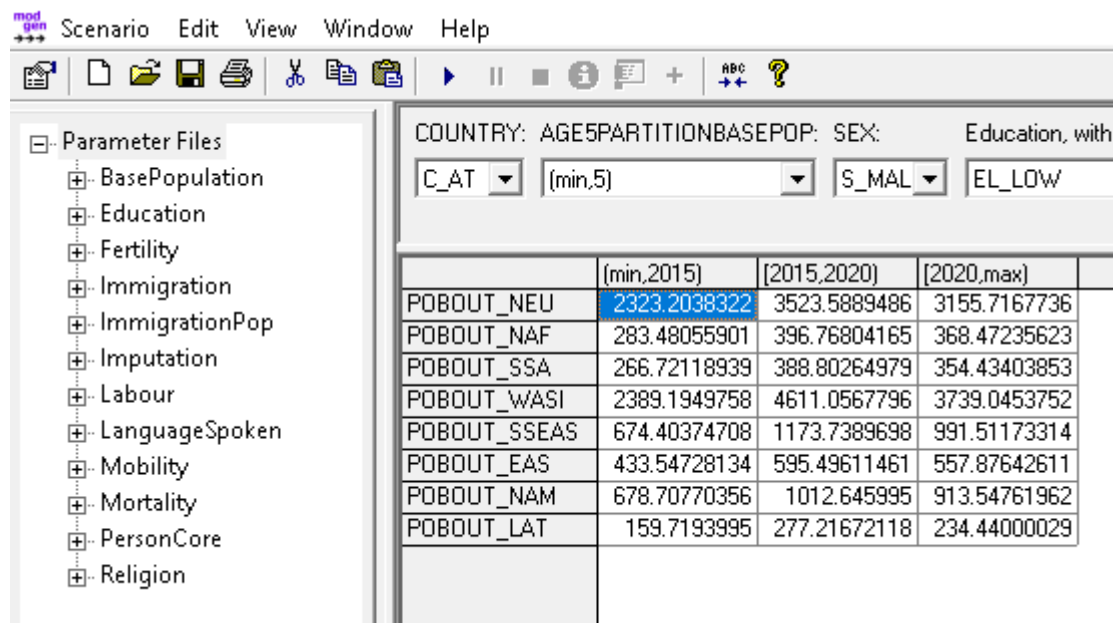 mod gen
Scenario Edit View Window Help
ABC
Parameter Files
BasePopulation
Education
Fertility
Immigration
ImmigrationPop
Imputation
Labour
LanguageSpoken
Mobility
Mortality
PersonCore
Religion
COUNTRY: AGE5PARTITIONBASEPOP: SEX: Education, with
C_AT (min,5) S_MAL EL_LOW
(min,2015) [2015,2020) [2020,max)
POBOUT_NEU 2323.2038322 3523.5889486 3155.7167736
POBOUT_NAF 283.48055901 396.76804165 368.47235623
POBOUT_SSA 266.72118939 388.80264979 354.43403853
POBOUT_WASI 2389.1949758 4611.0567796 3739.0453752
POBOUT_SSEAS 674.40374708 1173.7389698 991.51173314
POBOUT_EAS 433.54728134 595.49611461 557.87642611
POBOUT_NAM 678.70770356 1012.645995 913.54761962
POBOUT_LAT 159.7193995 277.21672118 234.44000029